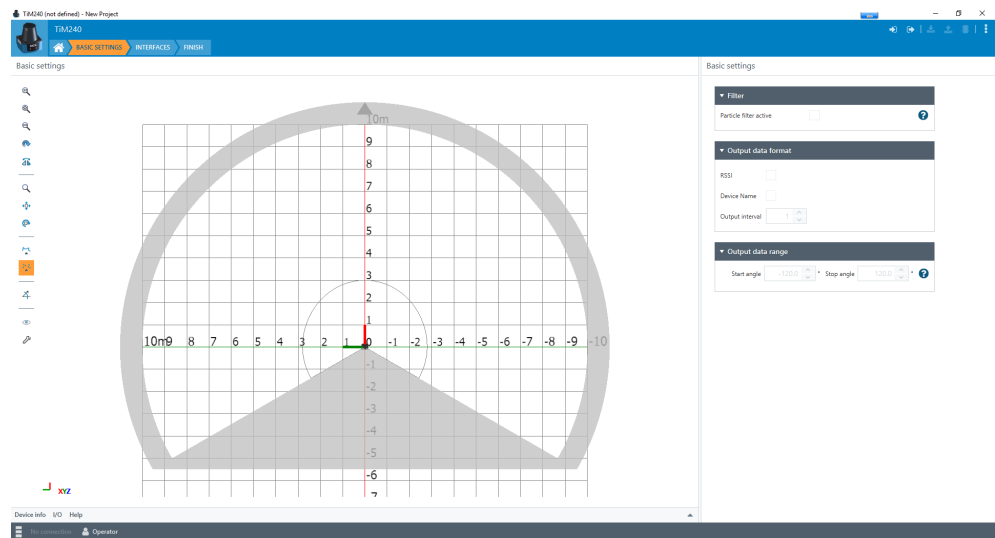 TiM240 (not defined) - New Project
TiM240
BASIC SETTINGS INTERFACES FINISH
Basic settings
Basic settings
Filter
Particle filter active
?
Output data format
RSSI
Device Name
Output interval 1
Output data range
Start angle -120.0 ° Stop angle 120.0 ° ?
10m
9
8
7
6
5
4
3
2
1
10m 9 8 7 6 5 4 3 2 1 0 -1 -2 -3 -4 -5 -6 -7 -8 -9 -10
-1
-2
-3
-4
-5
-6
-7
XYZ
Device info I/O Help
No connection Operator